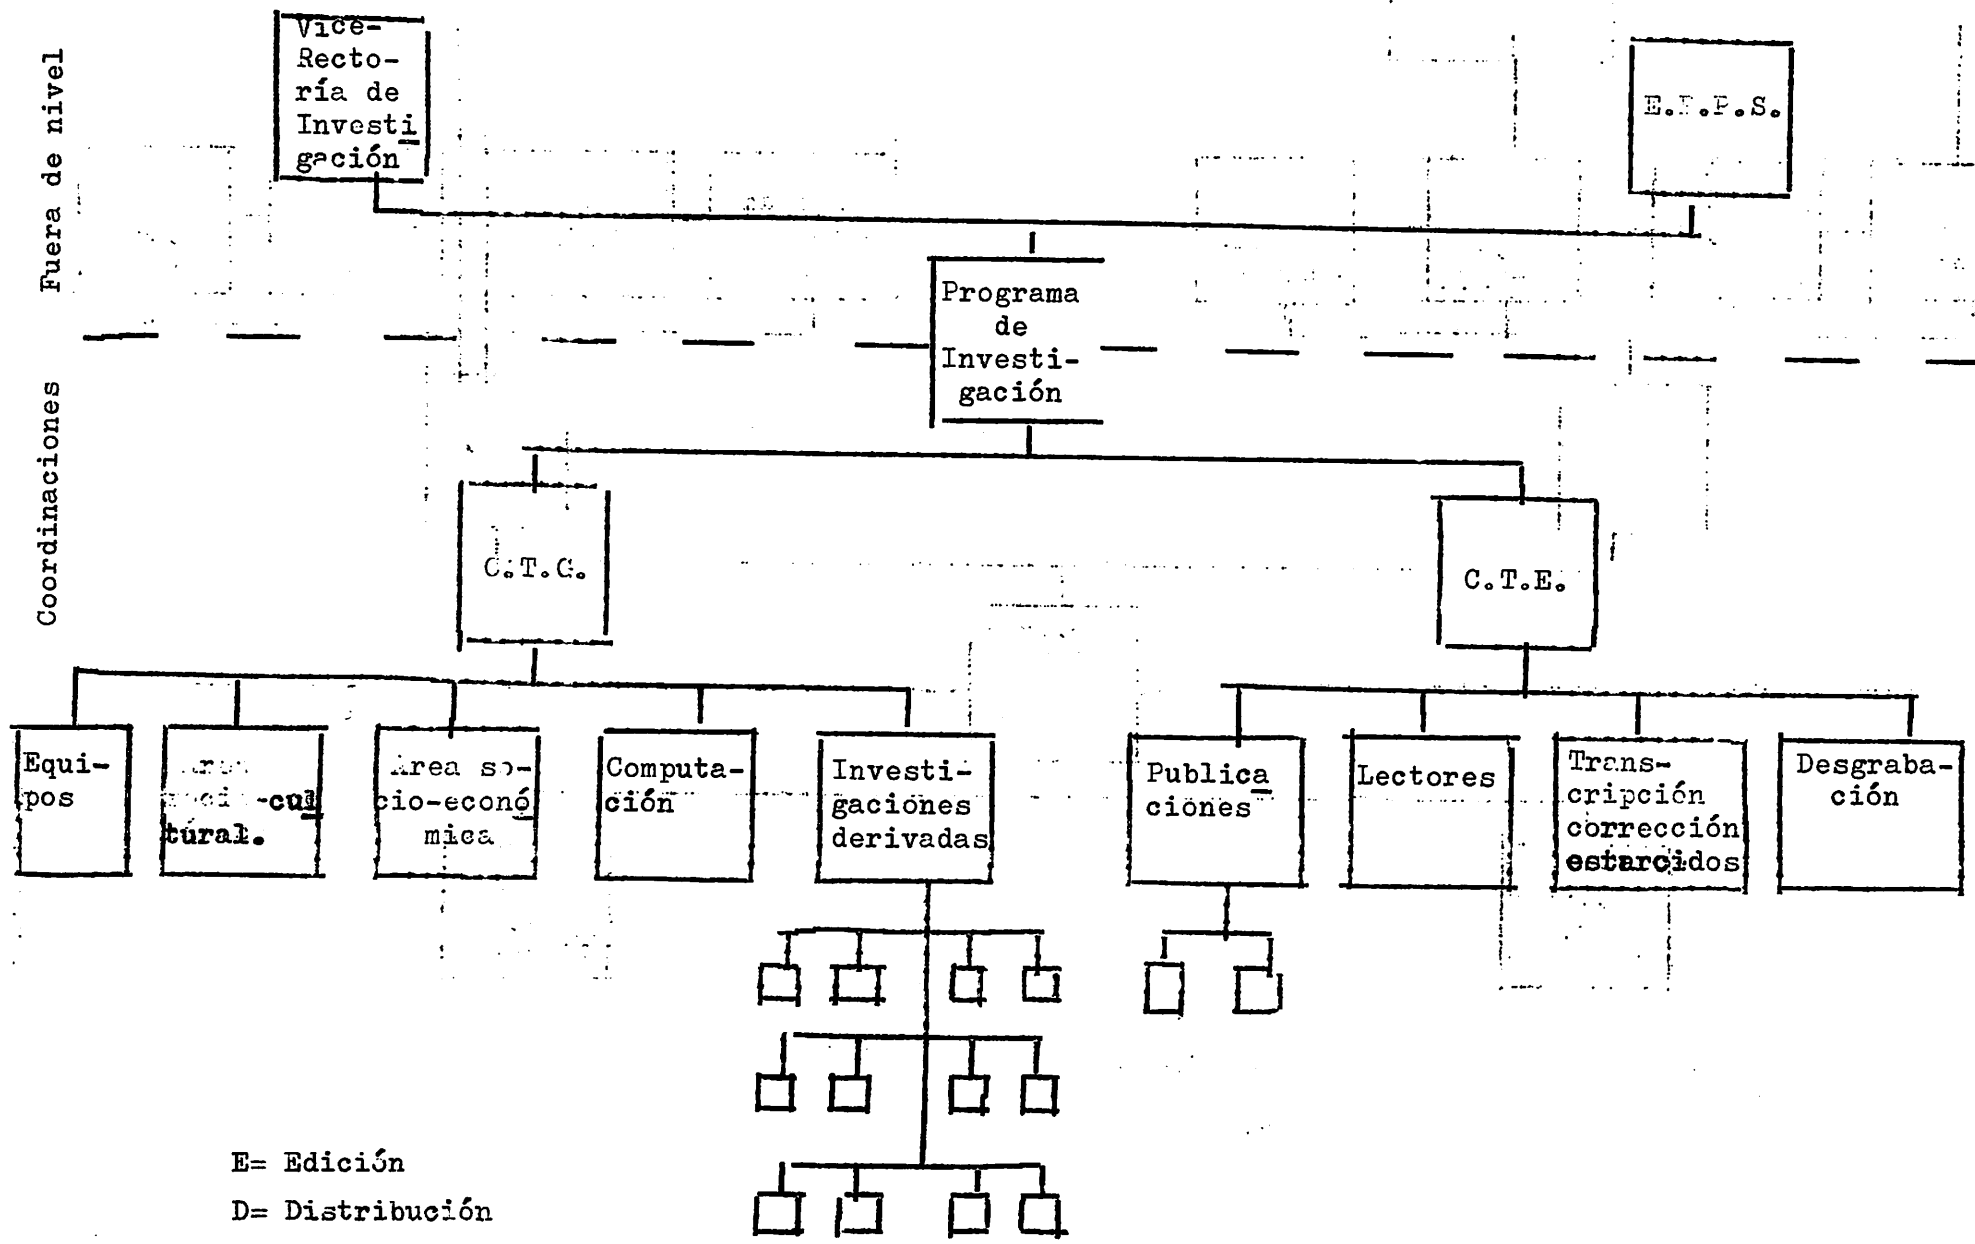 Fuera de nivel
Vice-
Recto-
ría de
Investi
gación
E.P.P.S.
Programa
de
Investi-
gación
Coordinaciones
C.T.G.
C.T.E.
Equi-
pos
Area
socio-cul
tural.
Area so-
cio-econó
mica
Computa-
ción
Investi-
gaciones
derivadas
Publica
ciones
Lectores
Trans-
cripción
corrección
estarcidos
Desgraba-
ción
E= Edición
D= Distribución